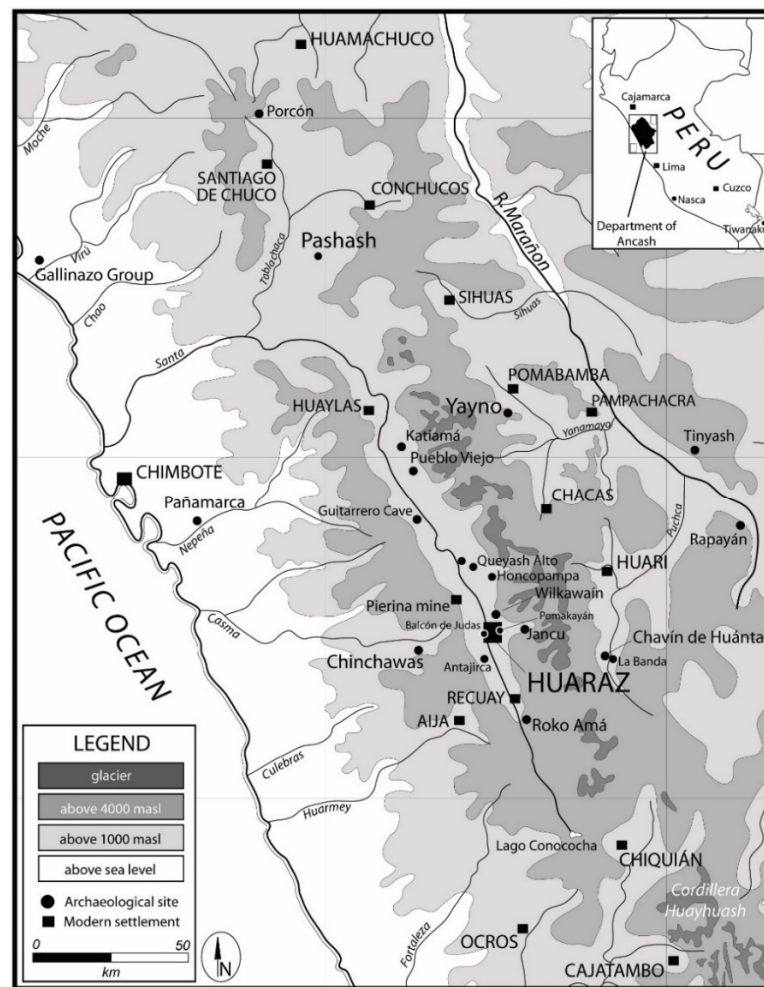 HUAMACHUCO
Porcón
Moche
SANTIAGO
DE CHUCO
CONCHUCOS
R. Marañon
Pashash
Tablachaca
Virú
Gallinazo Group
Chao
SIHUAS
Sihuas
Santa
POMABAMBA
HUAYLAS
Yayno
PAMPACHACRA
Yanamayo
Katiamá
Tinyash
Pueblo Viejo
CHIMBOTE
CHACAS
Puchca
Pañamarca
Guitarrero Cave
Nepeña
Rapayán
Queyash Alto
HUARI
Honcopampa
Pierina mine
Wilkawaín
Casma
Pomakayán
Balcón de Judas
Jancu
Chavín de Huánta
Chinchawas
La Banda
Antajirca
HUARAZ
RECUAY
AIJA
Roko Amá
PACIFIC OCEAN
Culebras
Huarmey
Lago Conococha
CHIQUIÁN
Cordillera
Huayhuash
Fortaleza
OCROS
CAJATAMBO
Cajamarca
PERU
Lima
Cuzco
Nasca
Department of
Ancash
Tiwanaku
LEGEND
glacier
above 4000 masl
above 1000 masl
above sea level
Archaeological site
Modern settlement
0 50
km
N